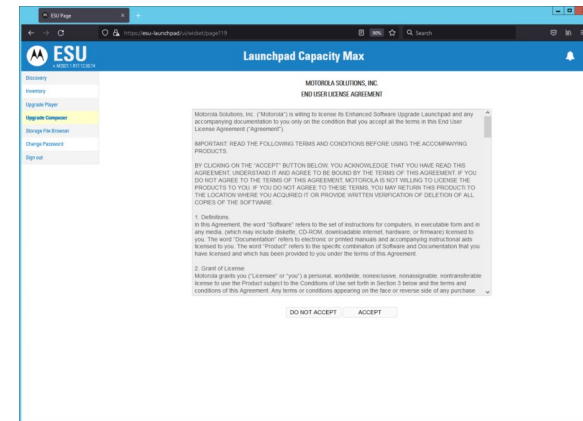 ESU Page
https://esu-launchpad/ui/widget/page119
90%
Search
ESU
Launchpad Capacity Max
Discovery
Inventory
Upgrade Player
Upgrade Composer
Storage File Browser
Change Password
Sign out
MOTOROLA SOLUTIONS, INC.
END USER LICENSE AGREEMENT
Motorola Solutions, Inc. ("Motorola") is willing to license its Enhanced Software Upgrade Launchpad and any
accompanying documentation to you only on the condition that you accept all the terms in this End User
License Agreement ("Agreement").
IMPORTANT: READ THE FOLLOWING TERMS AND CONDITIONS BEFORE USING THE ACCOMPANYING
PRODUCTS.
BY CLICKING ON THE "ACCEPT" BUTTON BELOW, YOU ACKNOWLEDGE THAT YOU HAVE READ THIS
AGREEMENT, UNDERSTAND IT AND AGREE TO BE BOUND BY THE TERMS OF THIS AGREEMENT. IF YOU
DO NOT AGREE TO THE TERMS OF THIS AGREEMENT, MOTOROLA IS NOT WILLING TO LICENSE THE
PRODUCTS TO YOU. IF YOU DO NOT AGREE TO THESE TERMS, YOU MAY RETURN THIS PRODUCT TO
THE LOCATION WHERE YOU ACQUIRED IT OR PROVIDE WRITTEN VERIFICATION OF DELETION OF ALL
COPIES OF THE SOFTWARE.
1. Definitions.
In this Agreement, the word "Software" refers to the set of instructions for computers, in executable form and in
any media, (which may include diskette, CD-ROM, downloadable internet, hardware, or firmware) licensed to
you. The word "Documentation" refers to electronic or printed manuals and accompanying instructional aids
licensed to you. The word "Product" refers to the specific combination of Software and Documentation that you
have licensed and which has been provided to you under the terms of this Agreement.
2. Grant of License
Motorola grants you ("Licensee" or "you") a personal, worldwide, nonexclusive, nonassignable, nontransferable
license to use the Product subject to the Conditions of Use set forth in Section 3 below and the terms and
conditions of this Agreement. Any terms or conditions appearing on the face or reverse side of any purchase
DO NOT ACCEPT
ACCEPT